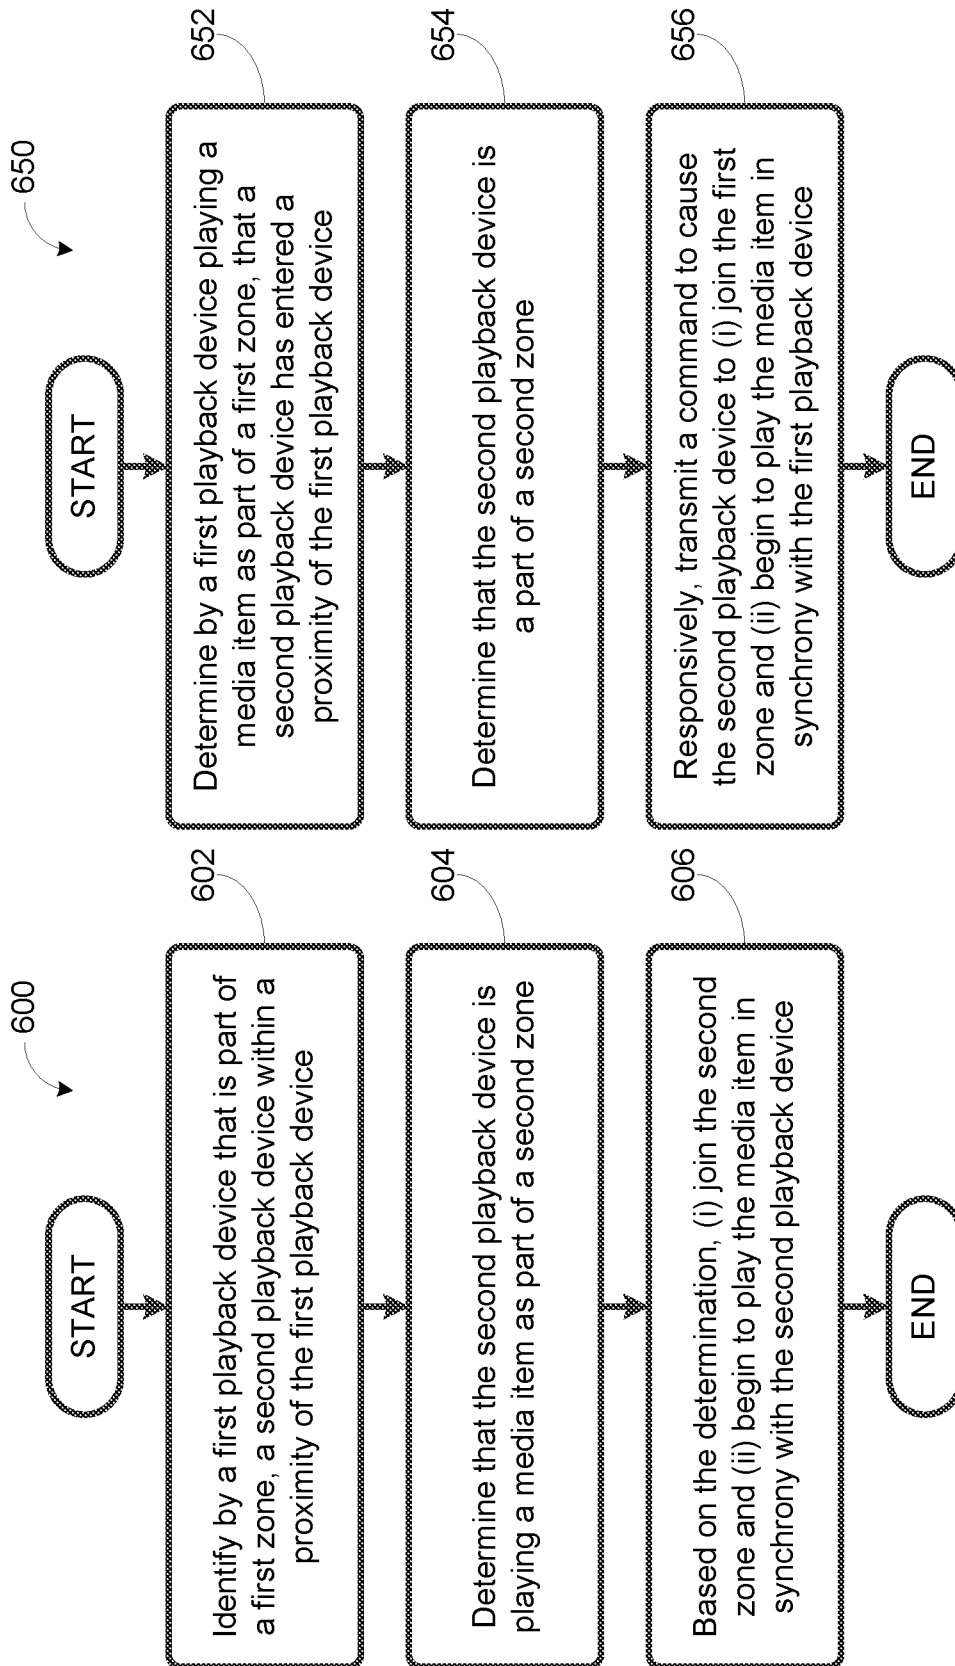 600
START
Identify by a first playback device that is part of
a first zone, a second playback device within a
proximity of the first playback device
602
Determine that the second playback device is
playing a media item as part of a second zone
604
Based on the determination, (i) join the second
zone and (ii) begin to play the media item in
synchrony with the second playback device
606
END
650
START
Determine by a first playback device playing a
media item as part of a first zone, that a
second playback device has entered a
proximity of the first playback device
652
Determine that the second playback device is
a part of a second zone
654
Responsively, transmit a command to cause
the second playback device to (i) join the first
zone and (ii) begin to play the media item in
synchrony with the first playback device
656
END